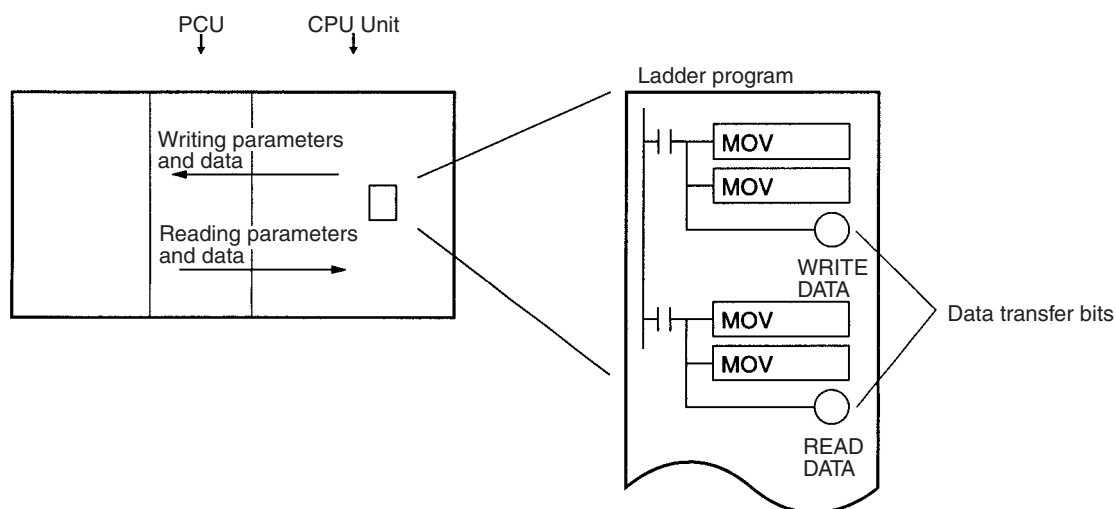 PCU
CPU Unit
Writing parameters
and data
Reading parameters
and data
Ladder program
MOV
MOV
WRITE
DATA
MOV
MOV
READ
DATA
Data transfer bits